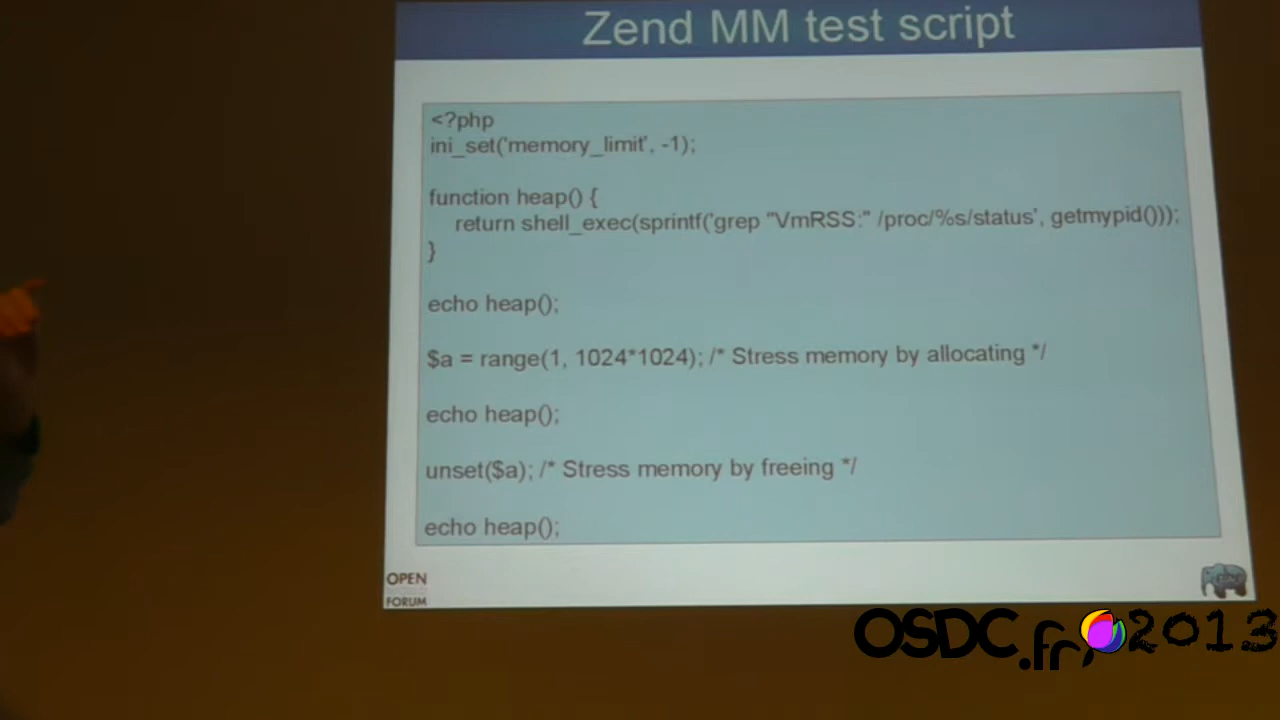 Zend MM test script
<?php
ini_set('memory_limit', -1);
function heap() {
return shell_exec(sprintf('grep "VmRSS:" /proc/%s/status', getmypid()));
}
echo heap();
$a = range(1, 1024*1024); /* Stress memory by allocating */
echo heap();
unset($a); /* Stress memory by freeing */
echo heap();
OPEN
FORUM
OSDC.fr 2013